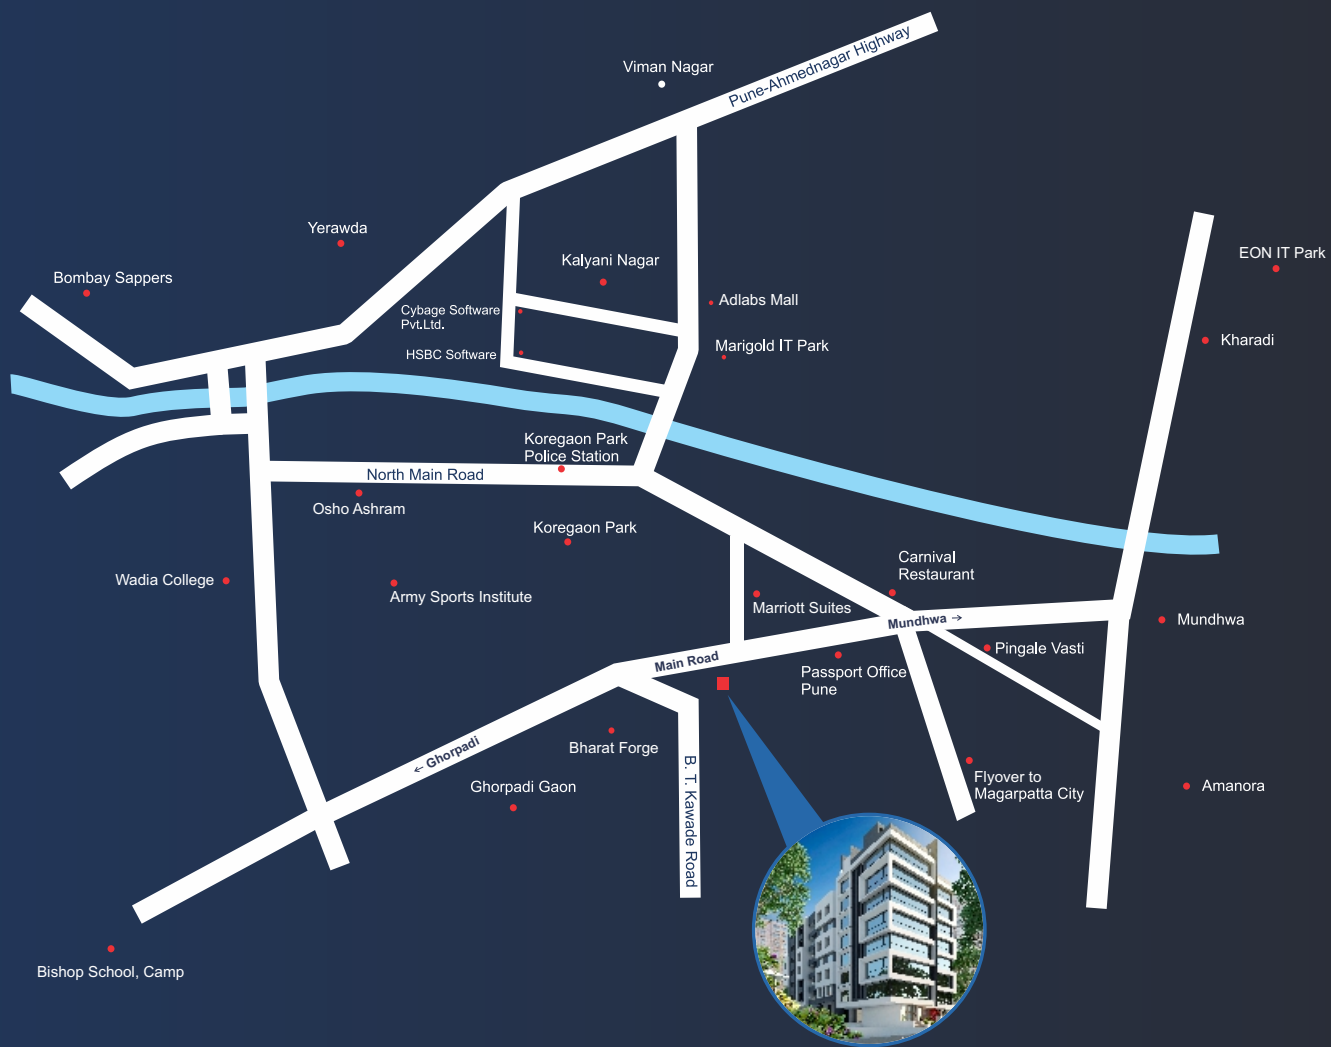 Viman Nagar
Pune-Ahmednagar Highway
Yerawda
Kalyani Nagar
EON IT Park
Bombay Sappers
Cybage Software
Pvt.Ltd.
Adlabs Mall
HSBC Software
Marigold IT Park
Kharadi
Koregaon Park
Police Station
North Main Road
Osho Ashram
Koregaon Park
Carnival
Restaurant
Wadia College
Army Sports Institute
Marriott Suites
Mundhwa →
Mundhwa
Main Road
Pingale Vasti
Passport Office
Pune
← Ghorpadi
Bharat Forge
Ghorpadi Gaon
B. T. Kawade Road
Flyover to
Magarpatta City
Amanora
Bishop School, Camp